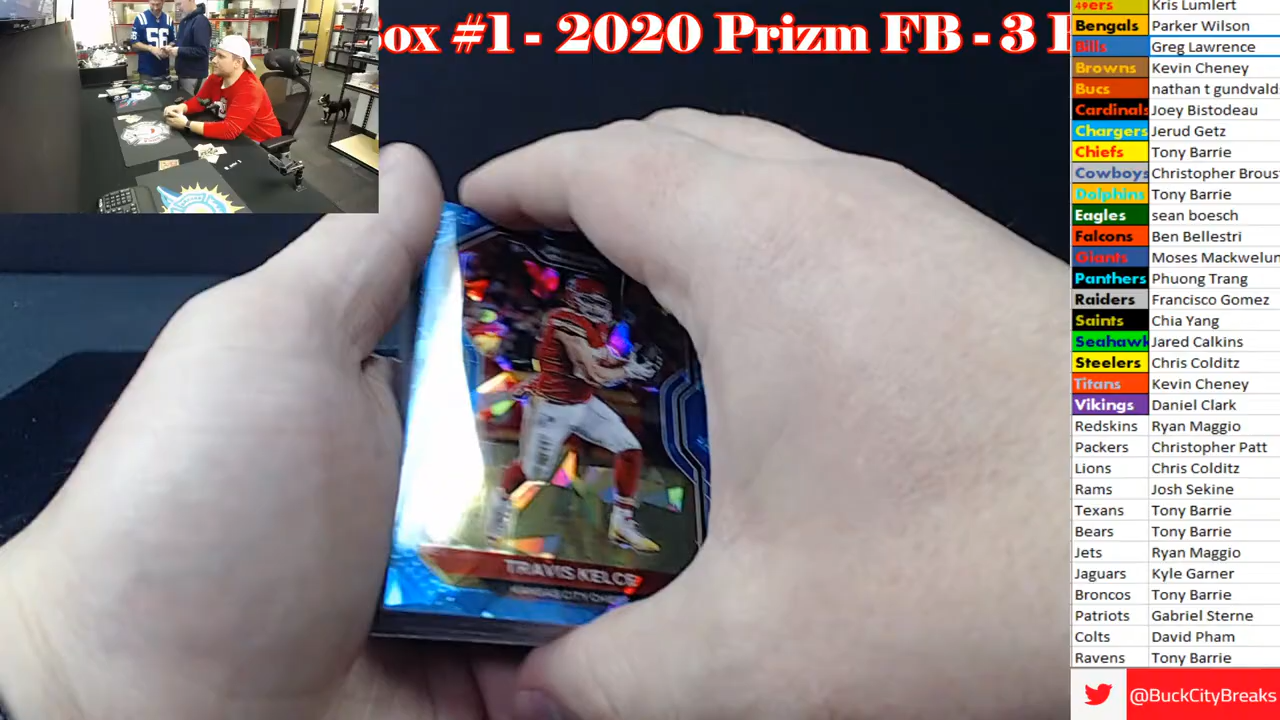 Box #1 - 2020 Prizm FB - 3
56
TRAVIS KELCE
49ers Kris Lumlert
Bengals Parker Wilson
Bills Greg Lawrence
Browns Kevin Cheney
Bucs nathan t gundvald
Cardinals Joey Bistodeau
Chargers Jerud Getz
Chiefs Tony Barrie
Cowboys Christopher Brous
Dolphins Tony Barrie
Eagles sean boesch
Falcons Ben Bellestri
Giants Moses Mackwelun
Panthers Phuong Trang
Raiders Francisco Gomez
Saints Chia Yang
Seahawk Jared Calkins
Steelers Chris Colditz
Titans Kevin Cheney
Vikings Daniel Clark
Redskins Ryan Maggio
Packers Christopher Patt
Lions Chris Colditz
Rams Josh Sekine
Texans Tony Barrie
Bears Tony Barrie
Jets Ryan Maggio
Jaguars Kyle Garner
Broncos Tony Barrie
Patriots Gabriel Sterne
Colts David Pham
Ravens Tony Barrie
@BuckCityBreaks